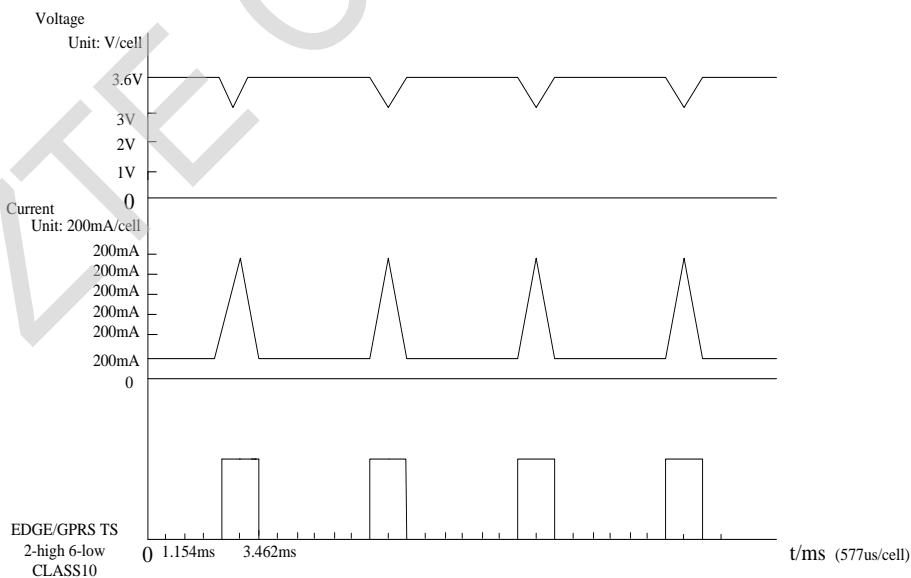 Voltage
Unit: V/cell
3.6V
3V
2V
1V
0
Current
Unit: 200mA/cell
200mA
200mA
200mA
200mA
200mA
200mA
0
EDGE/GPRS TS
2-high 6-low
CLASS10
0 1.154ms 3.462ms t/ms (577us/cell)
ZTE C